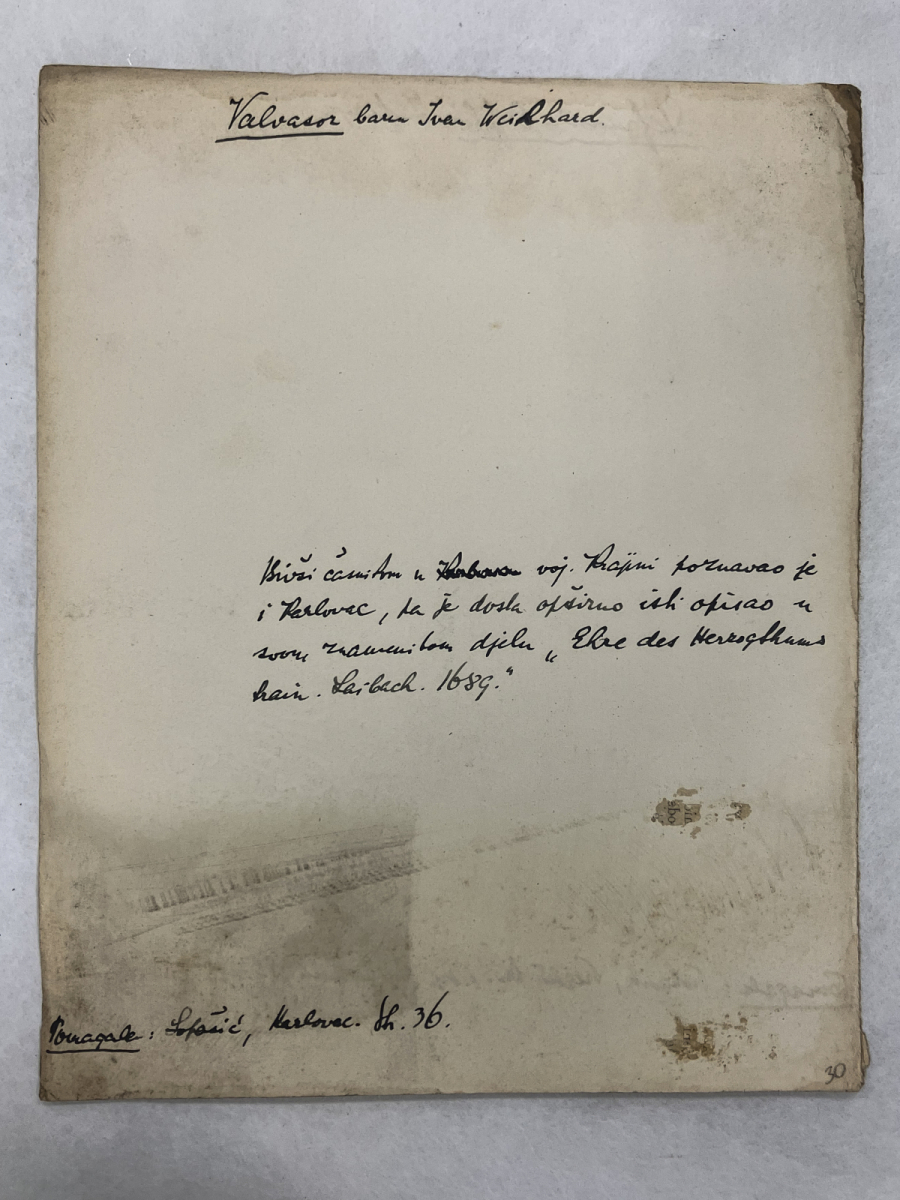 Valvasor barun Ivan Weikhard.
Bivši časnikom u voj. Krajini poznavao je
i Karlovac, pa je dosta opširno isti opisao u
svom znamenitom djelu „Ehre des Herzogthums
Krain. Laibach. 1689."
Pomagala: Lopašić, Karlovac. Str. 36.
30